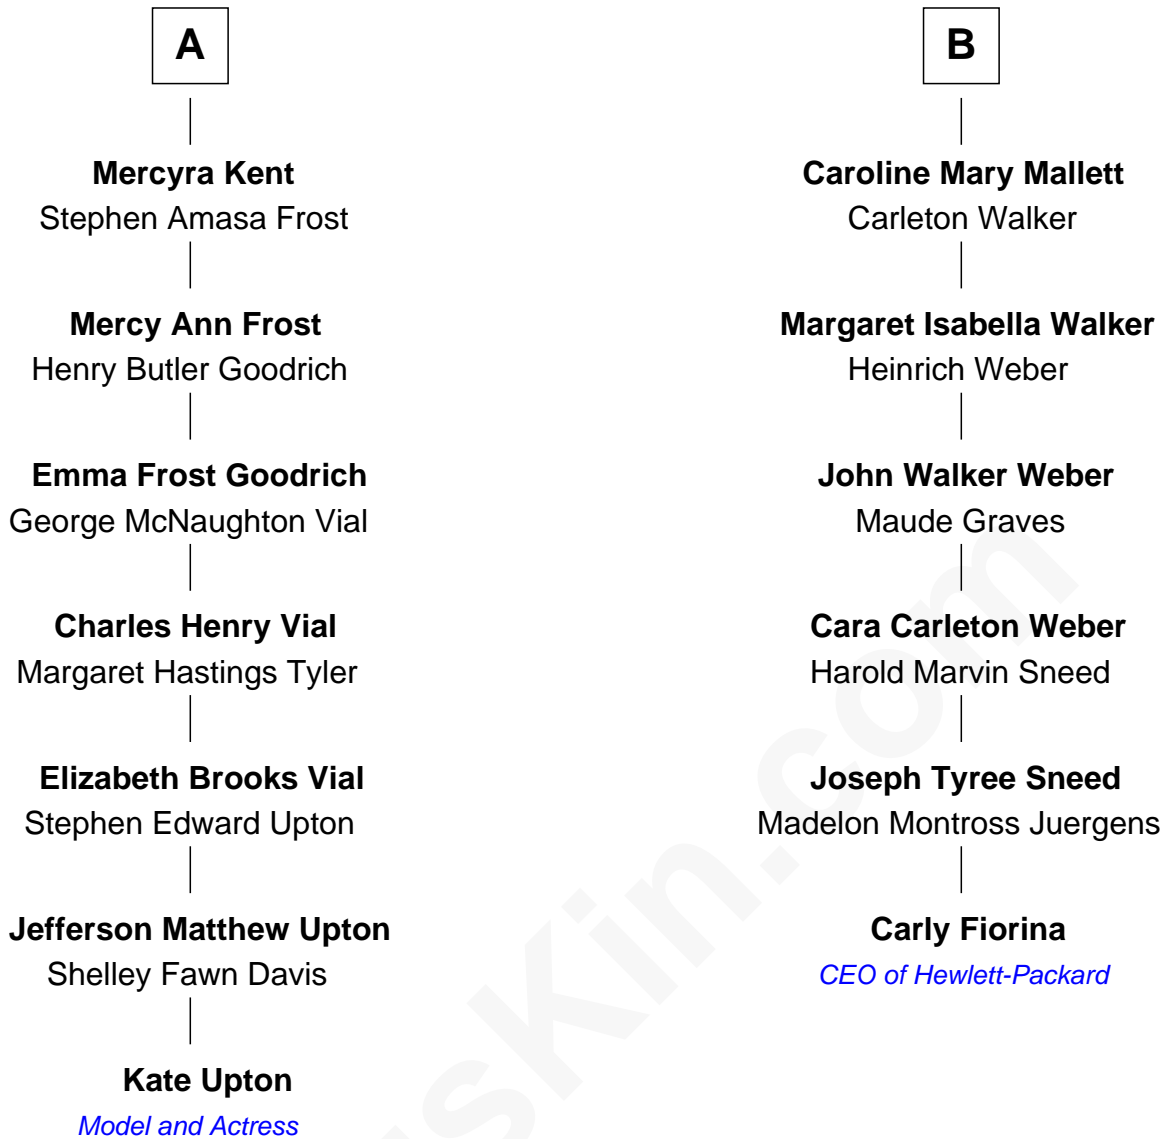 A
Mercyra Kent
Stephen Amasa Frost
Mercy Ann Frost
Henry Butler Goodrich
Emma Frost Goodrich
George McNaughton Vial
Charles Henry Vial
Margaret Hastings Tyler
Elizabeth Brooks Vial
Stephen Edward Upton
Jefferson Matthew Upton
Shelley Fawn Davis
Kate Upton
Model and Actress
B
Caroline Mary Mallett
Carleton Walker
Margaret Isabella Walker
Heinrich Weber
John Walker Weber
Maude Graves
Cara Carleton Weber
Harold Marvin Sneed
Joseph Tyree Sneed
Madelon Montross Juergens
Carly Fiorina
CEO of Hewlett-Packard